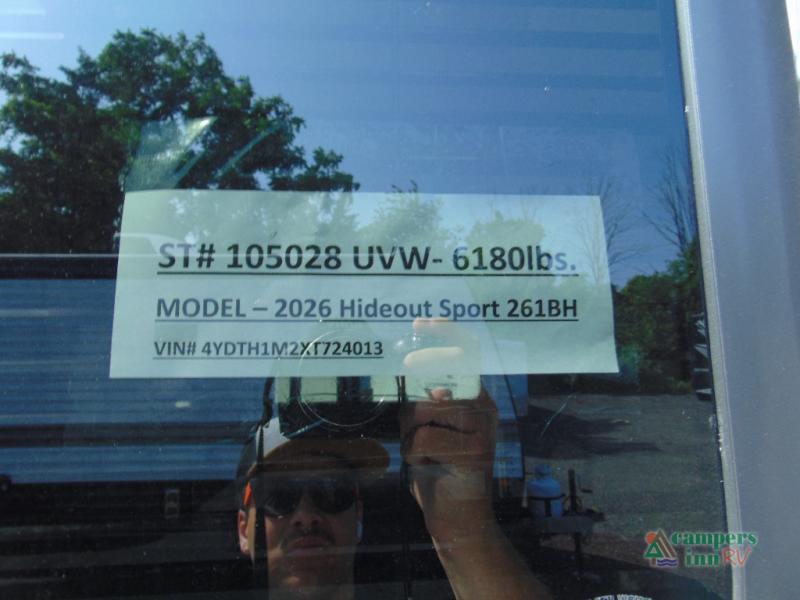 ST# 105028 UVW- 6180lbs.
MODEL – 2026 Hideout Sport 261BH
VIN# 4YDTH1M2XT724013
campers
inn RV